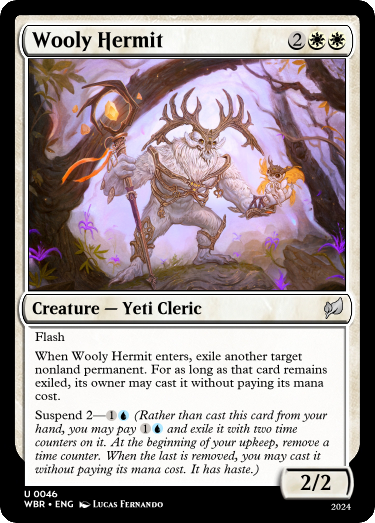 Wooly Hermit 2
Creature — Yeti Cleric
Flash
When Wooly Hermit enters, exile another target
nonland permanent. For as long as that card remains
exiled, its owner may cast it without paying its mana
cost.
Suspend 2—1 (Rather than cast this card from your
hand, you may pay 1 and exile it with two time
counters on it. At the beginning of your upkeep, remove a
time counter. When the last is removed, you may cast it
without paying its mana cost. It has haste.)
2/2
U 0046
WBR • ENG Lucas Fernando
2024